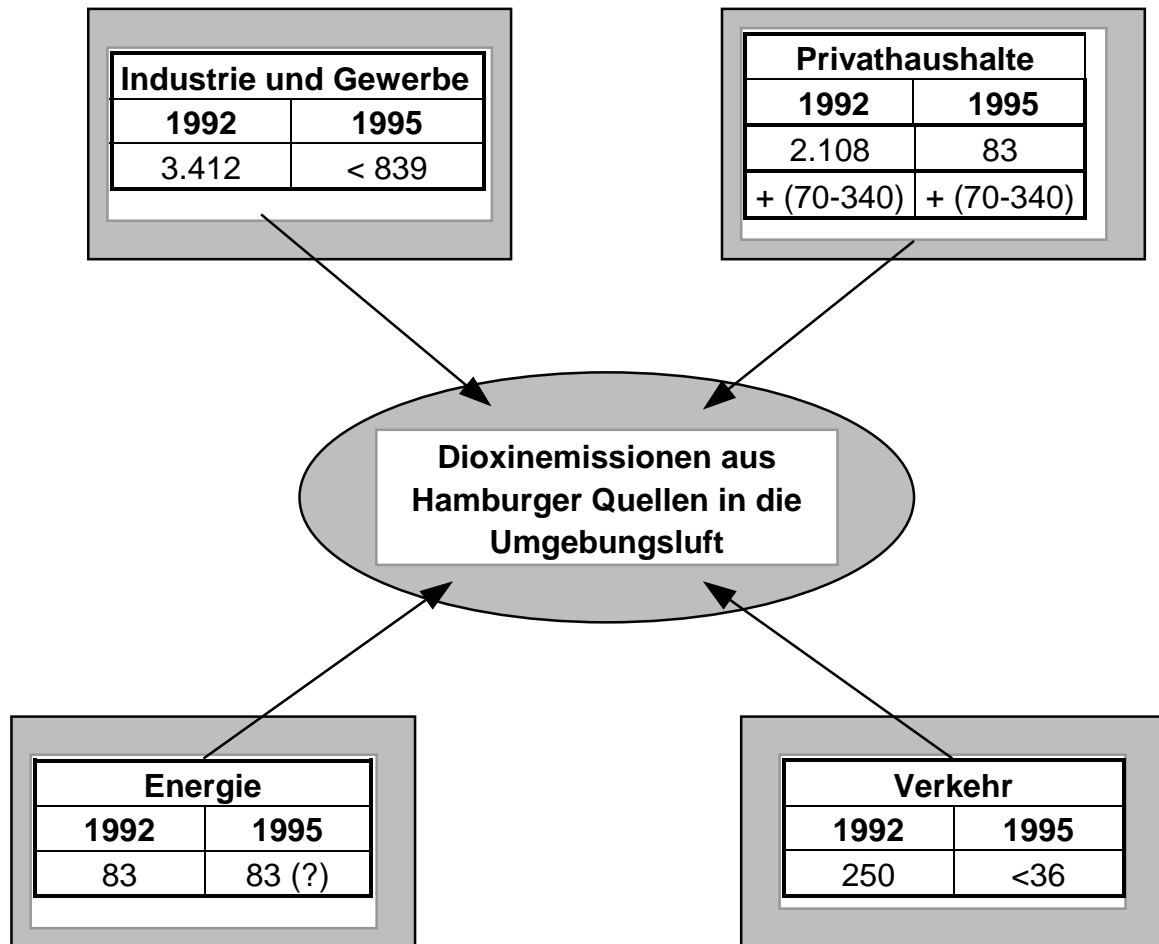 Industrie und Gewerbe
1992 1995
3.412 < 839
Privathaushalte
1992 1995
2.108 83
+ (70-340) + (70-340)
Dioxinemissionen aus
Hamburger Quellen in die
Umgebungsluft
Energie
1992 1995
83 83 (?)
Verkehr
1992 1995
250 <36